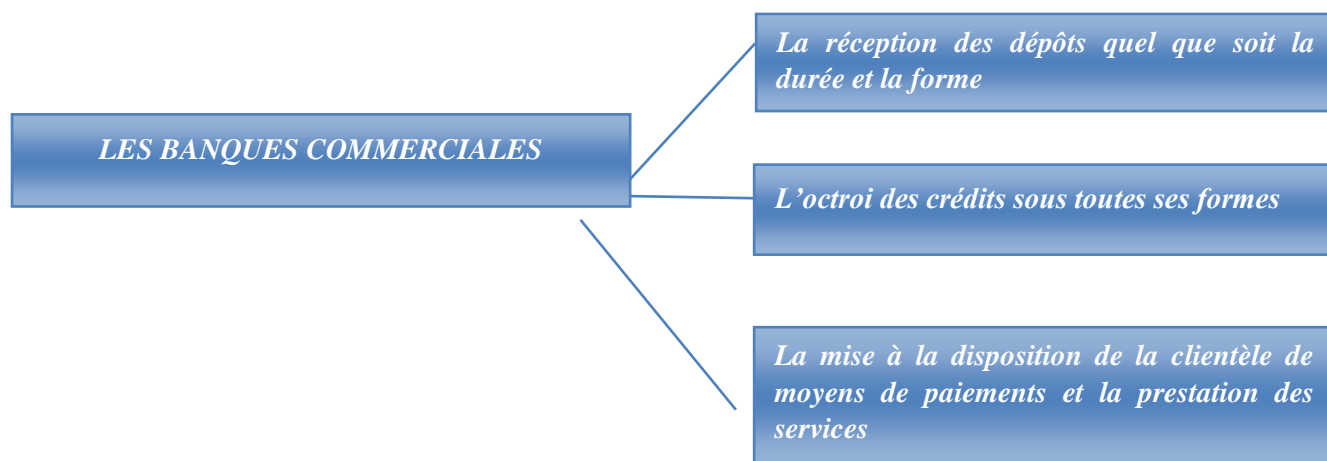 La réception des dépôts quel que soit la
durée et la forme
LES BANQUES COMMERCIALES
L’octroi des crédits sous toutes ses formes
La mise à la disposition de la clientèle de
moyens de paiements et la prestation des
services